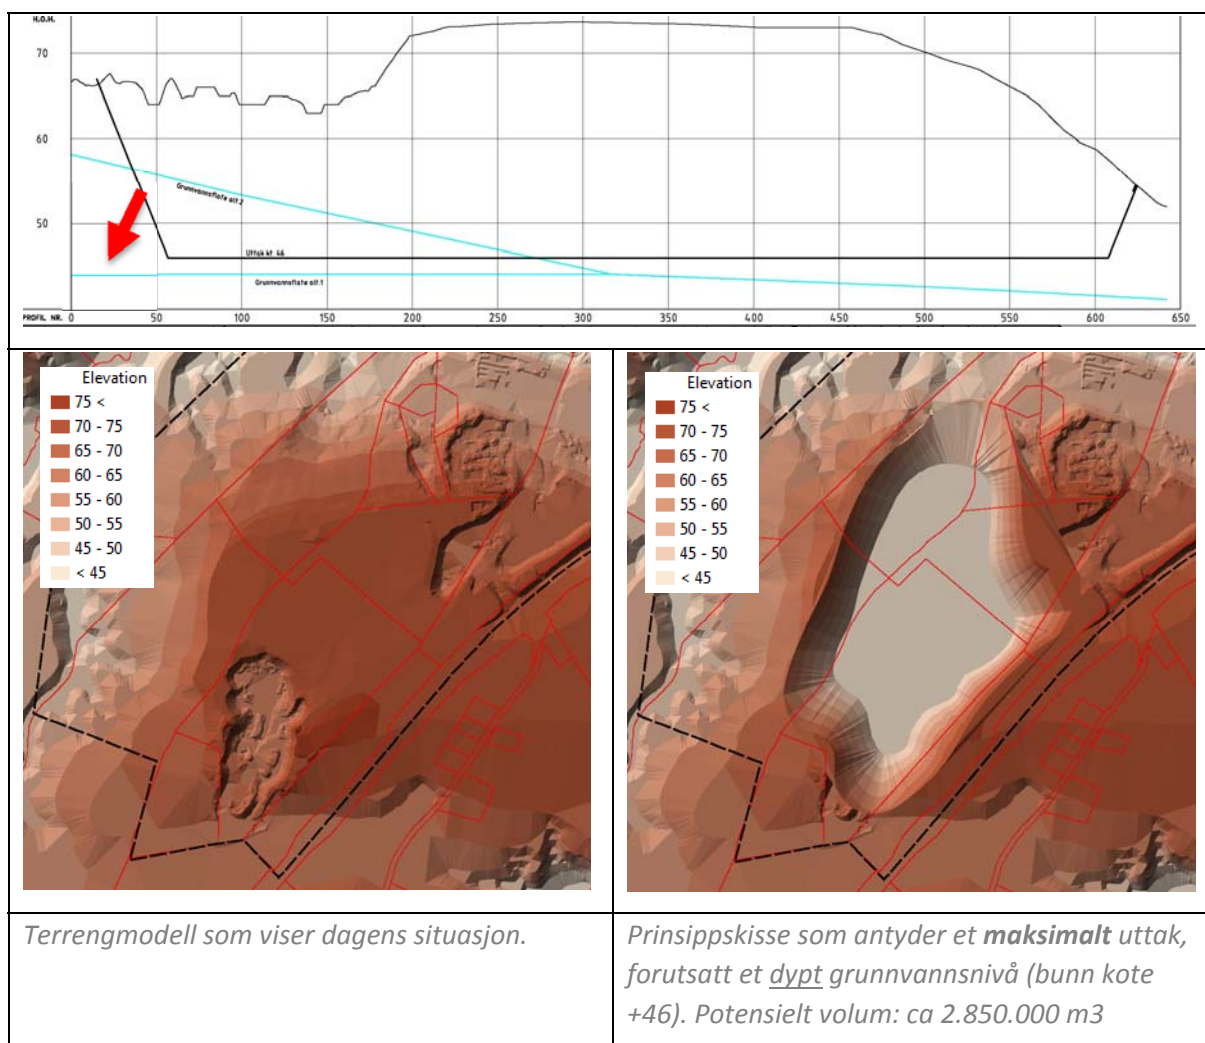 H.O.H.
70
60
50
Grunnvannsflate alt.2
Uttak kt. 46
Grunnvannsflate alt.1
PROFIL NR. 0 50 100 150 200 250 300 350 400 450 500 550 600 650
Elevation
75 <
70 - 75
65 - 70
60 - 65
55 - 60
50 - 55
45 - 50
< 45
Elevation
75 <
70 - 75
65 - 70
60 - 65
55 - 60
50 - 55
45 - 50
< 45
Terrengmodell som viser dagens situasjon.
Prinsippskisse som antyder et maksimalt uttak,
forutsatt et dypt grunnvannsnivå (bunn kote
+46). Potensielt volum: ca 2.850.000 m3